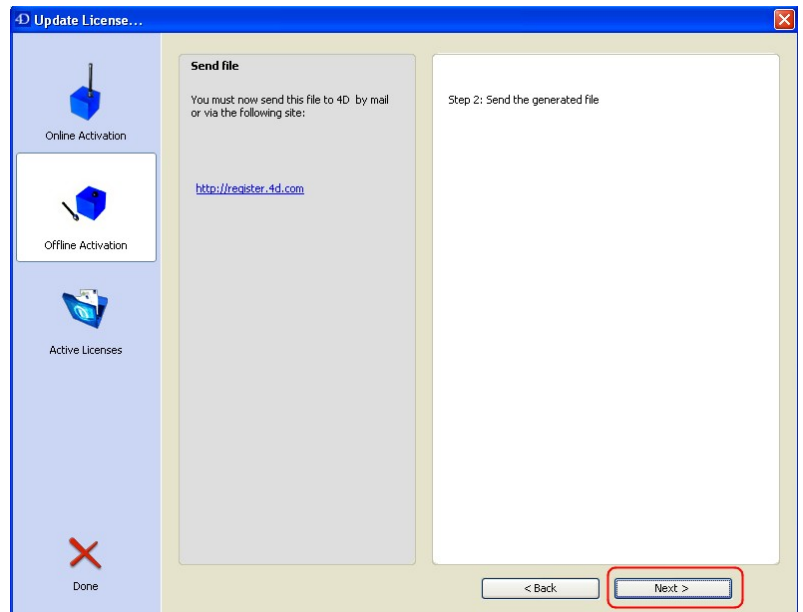 4D Update License...
Online Activation
Offline Activation
Active Licenses
Done
Send file
You must now send this file to 4D by mail
or via the following site:
http://register.4d.com
Step 2: Send the generated file
< Back
Next >